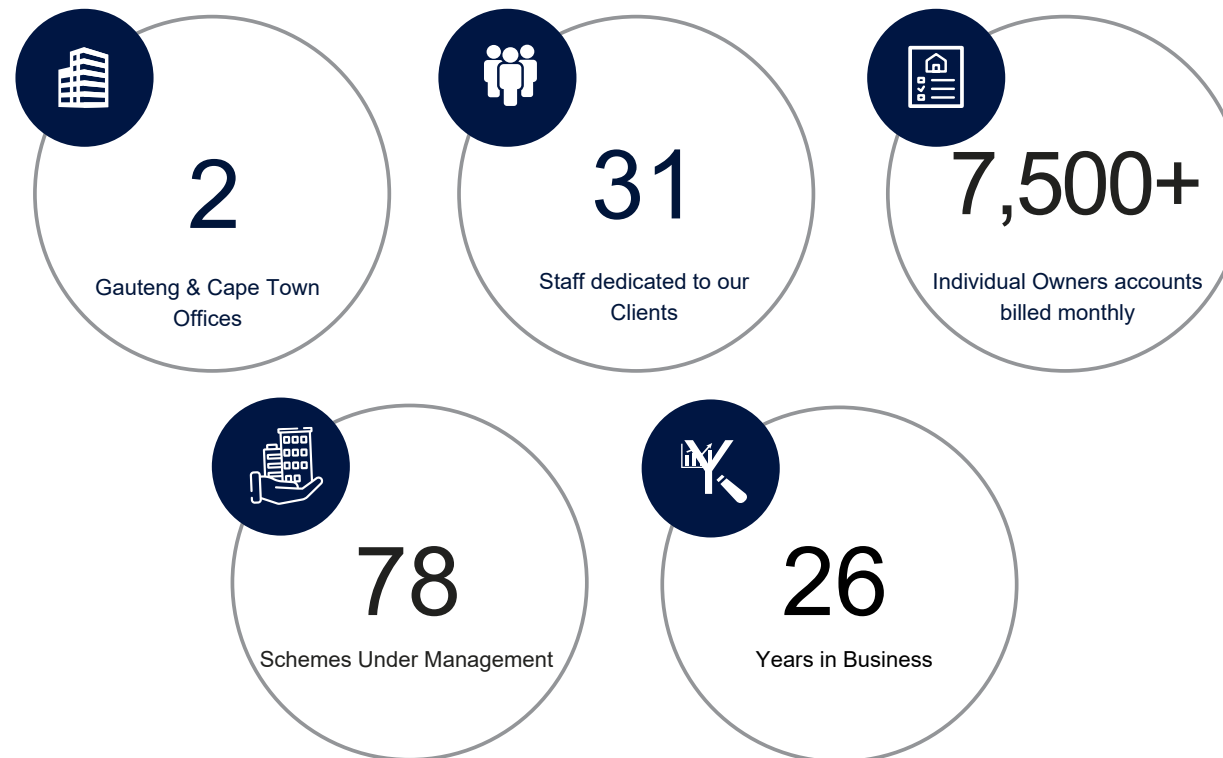 2
Gauteng & Cape Town
Offices
31
Staff dedicated to our
Clients
7,500+
Individual Owners accounts
billed monthly
78
Schemes Under Management
Y
26
Years in Business